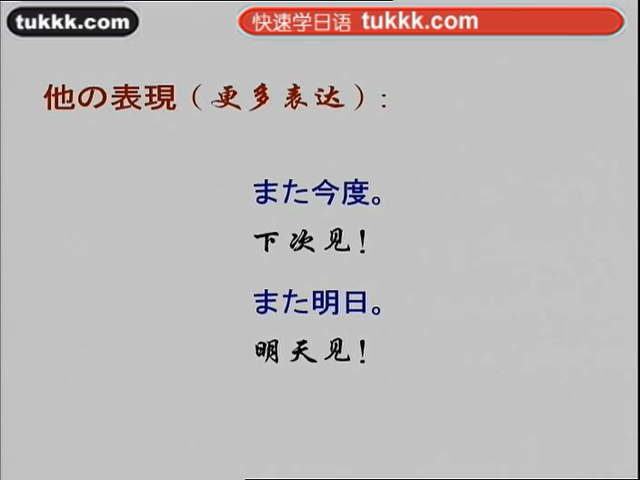 tukkk.com
快速学日语 tukkk.com
他の表現（更多表达）:
また今度。
下次见!
また明日。
明天见!